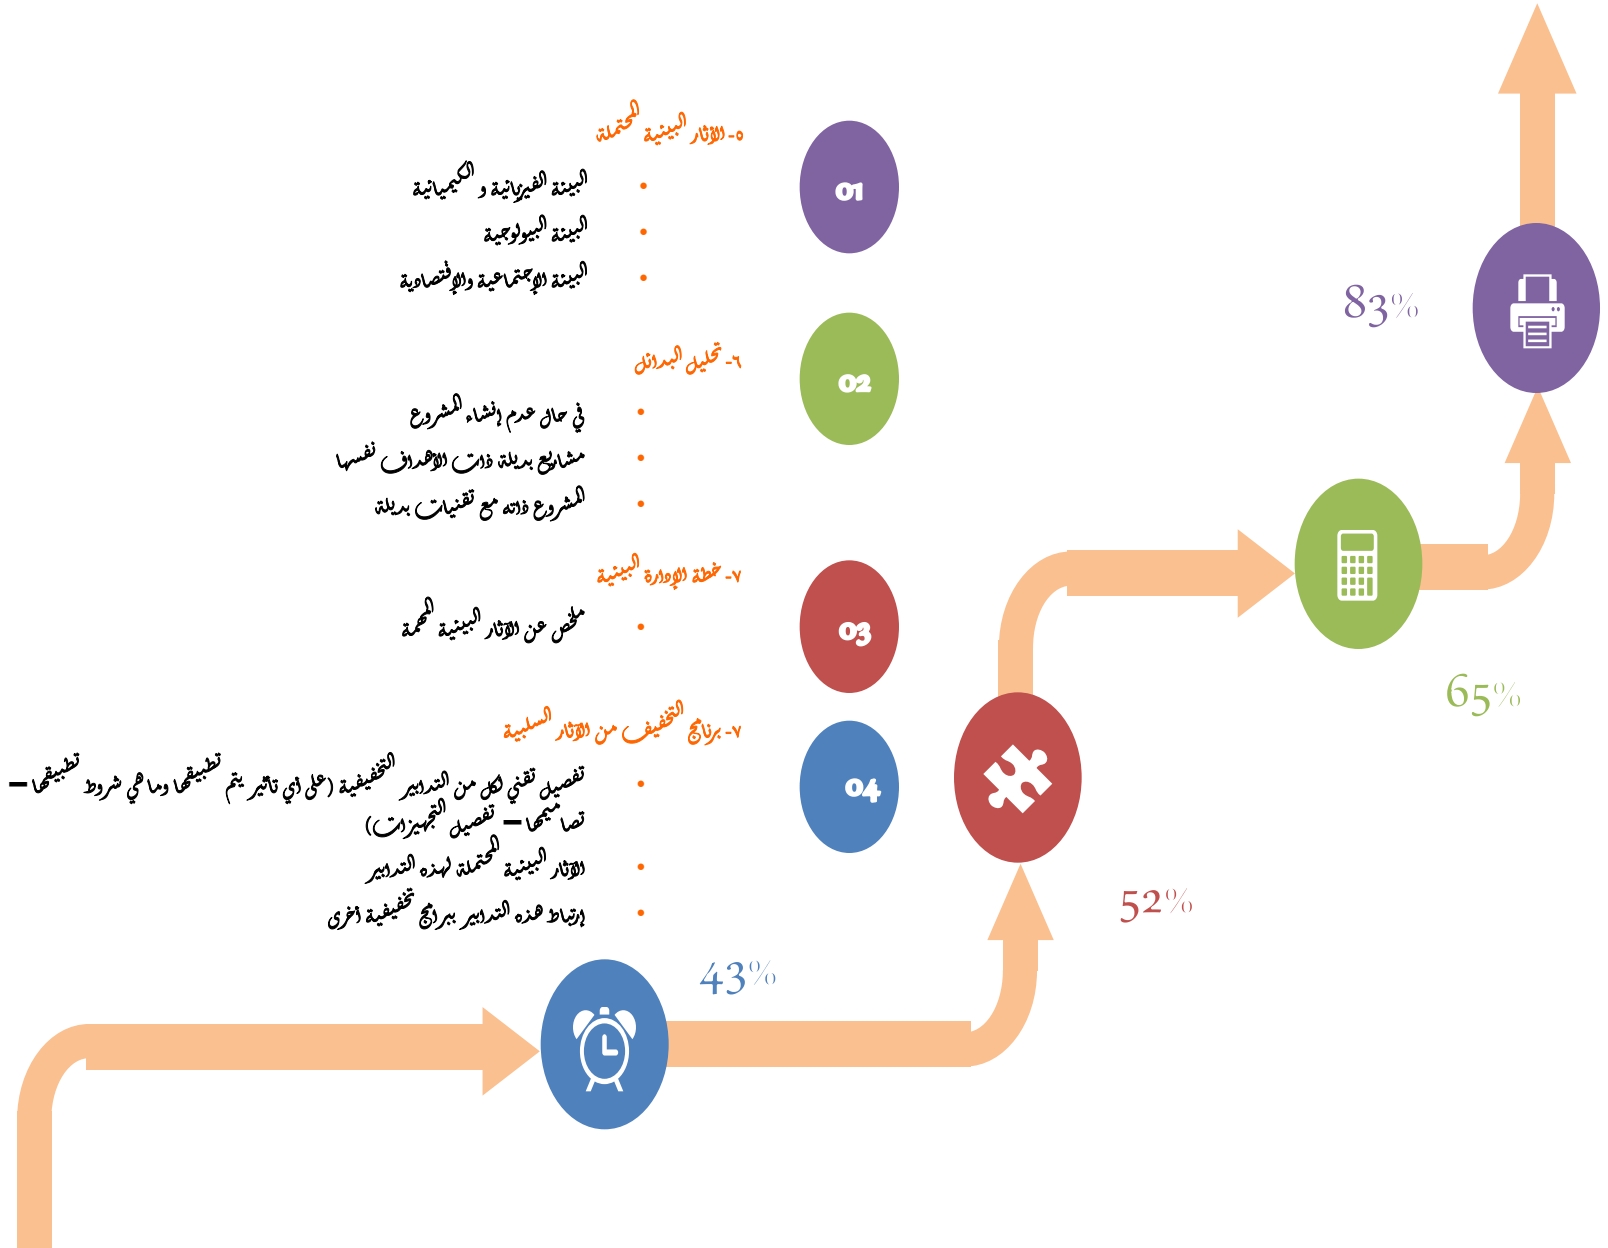 ٥- الآثار البيئية المحتملة
• البيئة الفيزيائية و الكيميائية
• البيئة البيولوجية
• البيئة الإجتماعية والإقتصادية
01
٦- تحليل البدائل
• في حال عدم إنشاء المشروع
• مشاريع بديلة ذات الأهداف نفسها
• المشروع ذاته مع تقنيات بديلة
02
٧- خطة الإدارة البيئية
• ملخص عن الآثار البيئية المهمة
03
٧- برنامج التخفيف من الآثار السلبية
• تفصيل تقني لكل من التدابير التخفيفية (على أي تأثير يتم تطبيقها وما هي شروط تطبيقها –
تصاميمها – تفصيل التجهيزات)
• الآثار البيئية المحتملة لهذه التدابير
• إرتباط هذه التدابير ببرامج تخفيفية أخرى
04
83%
65%
52%
43%